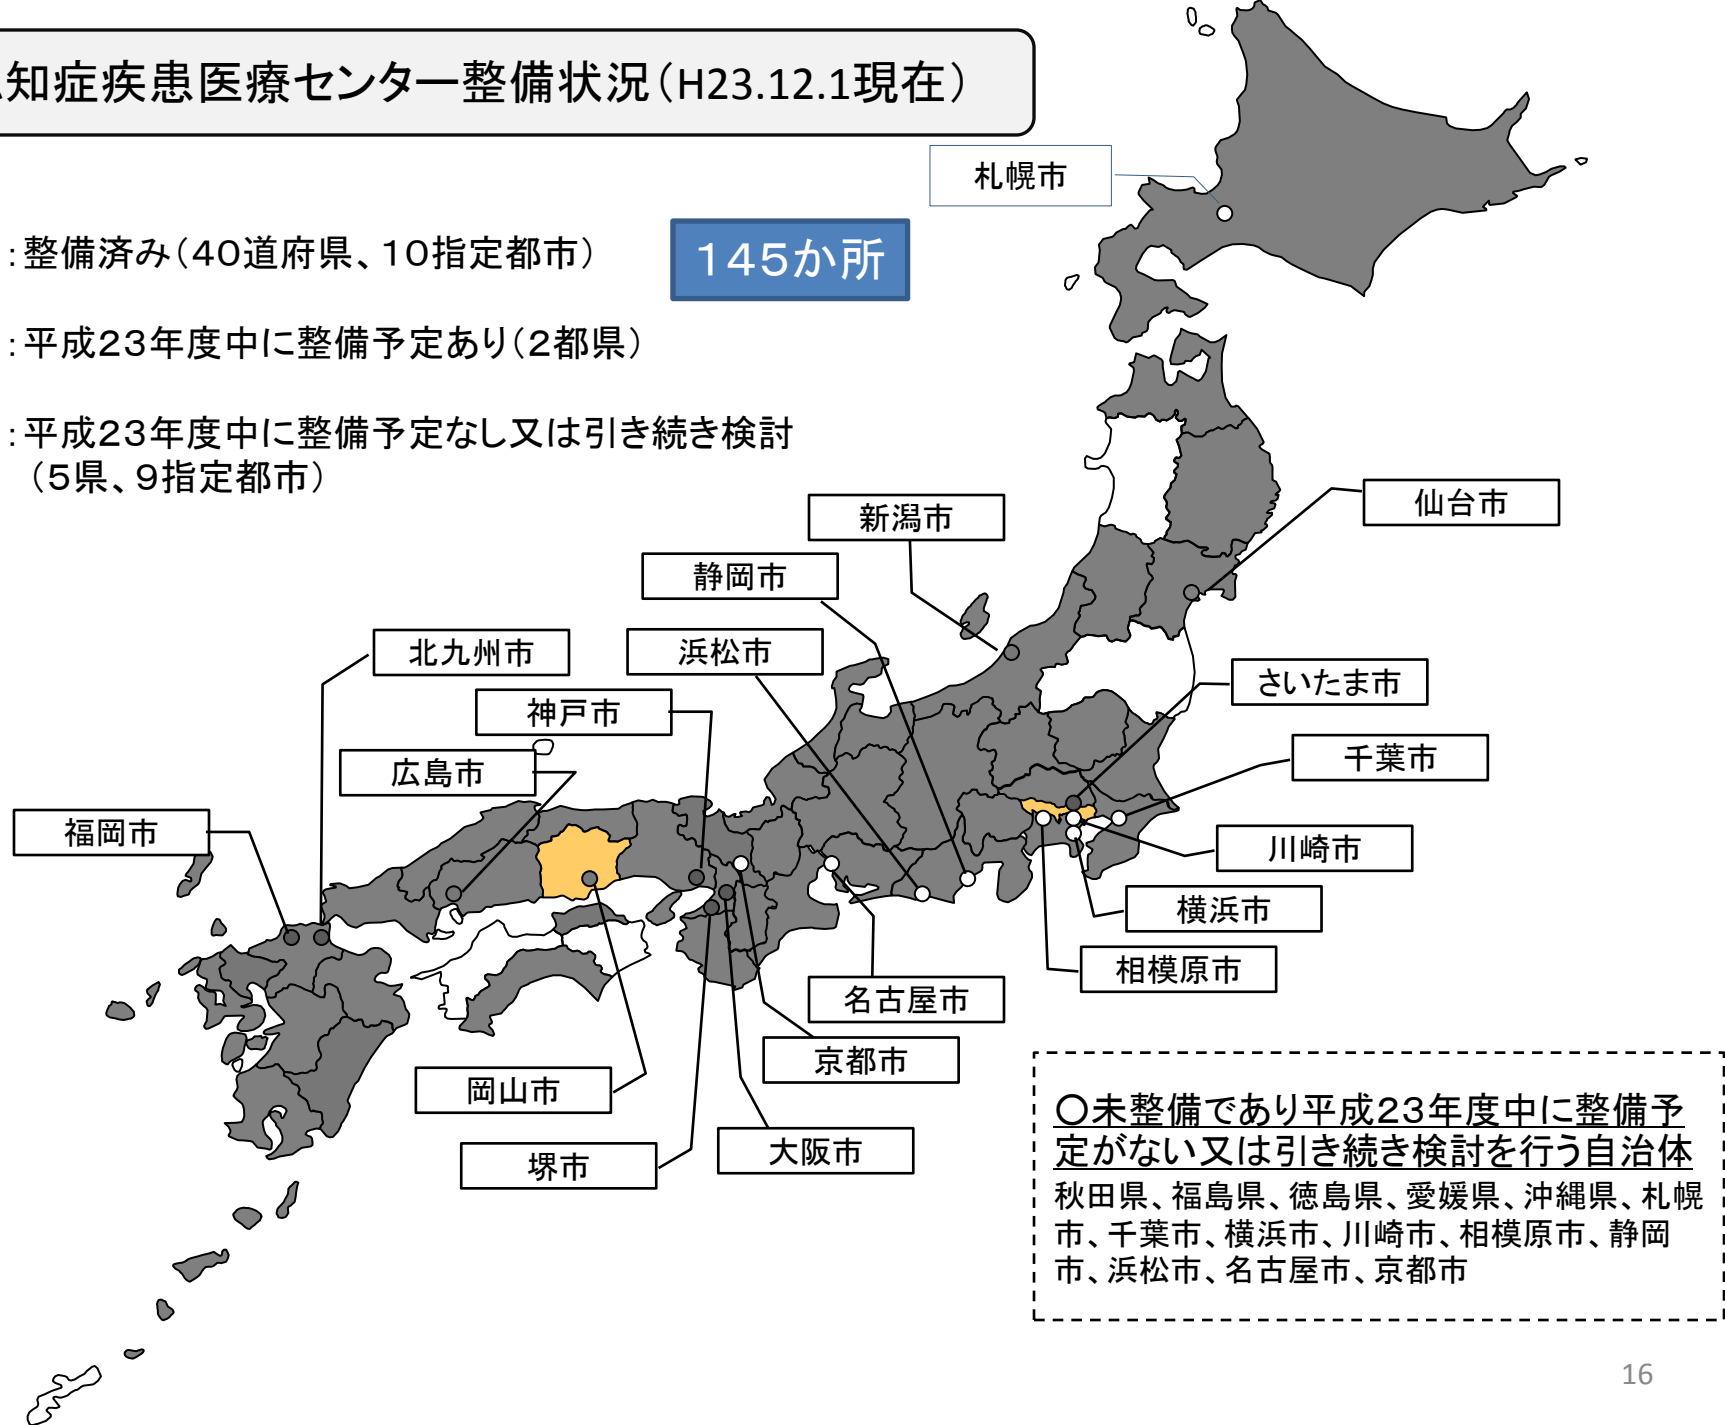 知症疾患医療センター整備状況（H23.12.1現在）
札幌市
：整備済み（４０道府県、１０指定都市）
１４５か所
：平成２３年度中に整備予定あり（２都県）
：平成２３年度中に整備予定なし又は引き続き検討
（５県、９指定都市）
新潟市
仙台市
静岡市
北九州市
浜松市
さいたま市
神戸市
広島市
千葉市
福岡市
川崎市
横浜市
相模原市
名古屋市
京都市
岡山市
大阪市
堺市
○未整備であり平成２３年度中に整備予
定がない又は引き続き検討を行う自治体
秋田県、福島県、徳島県、愛媛県、沖縄県、札幌
市、千葉市、横浜市、川崎市、相模原市、静岡
市、浜松市、名古屋市、京都市
16